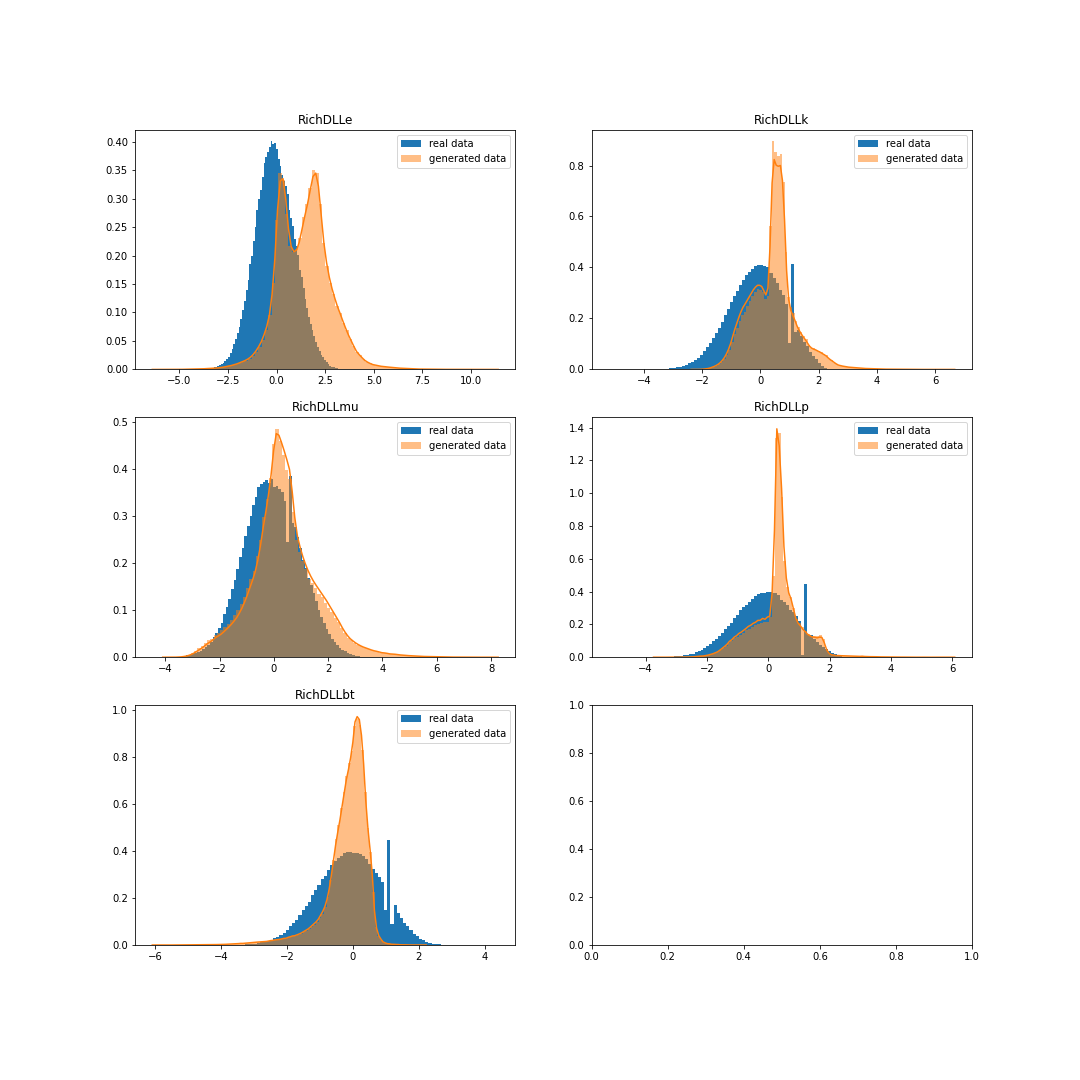 RichDLLe
real data
generated data
0.40
0.35
0.30
0.25
0.20
0.15
0.10
0.05
0.00
−5.0 −2.5 0.0 2.5 5.0 7.5 10.0
RichDLLk
real data
generated data
0.8
0.6
0.4
0.2
0.0
−4 −2 0 2 4 6
RichDLLmu
real data
generated data
0.5
0.4
0.3
0.2
0.1
0.0
−4 −2 0 2 4 6 8
RichDLLp
real data
generated data
1.4
1.2
1.0
0.8
0.6
0.4
0.2
0.0
−4 −2 0 2 4 6
RichDLLbt
real data
generated data
1.0
0.8
0.6
0.4
0.2
0.0
−6 −4 −2 0 2 4
1.0
0.8
0.6
0.4
0.2
0.0
0.0 0.2 0.4 0.6 0.8 1.0